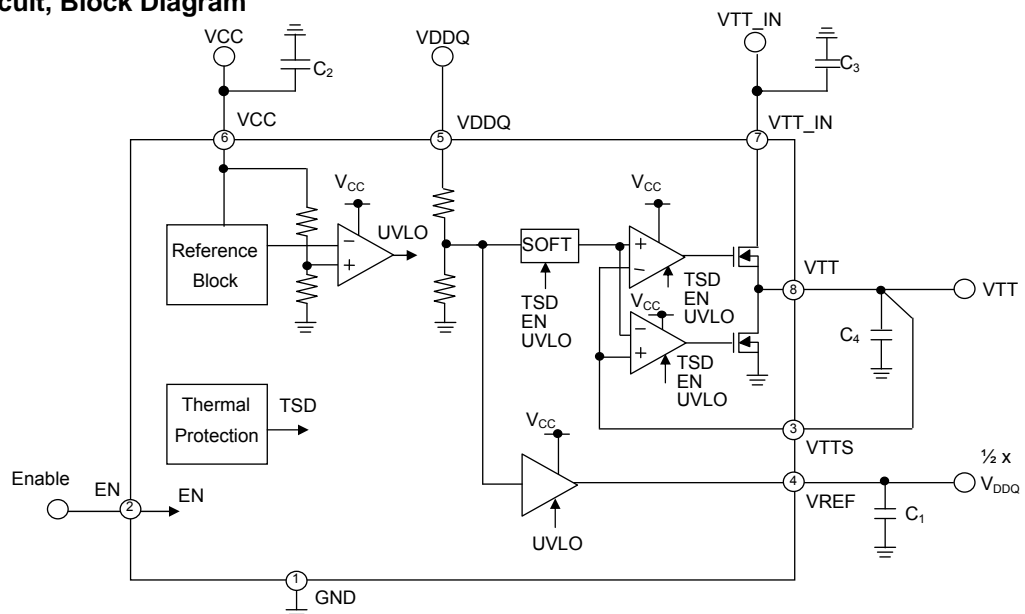 cuit, Block Diagram
VCC
C2
VDDQ
VTT_IN
C3
6
VCC
5
VDDQ
7
VTT_IN
Reference
Block
VCC
−
+
UVLO
SOFT
TSD
EN
UVLO
VCC
+
−
TSD
EN
UVLO
VCC
−
+
TSD
EN
UVLO
VTT
8
VTT
C4
3
VTTS
Thermal
Protection
TSD
Enable
EN
2
EN
VCC
UVLO
4
VREF
½ x
VDDQ
C1
1
GND